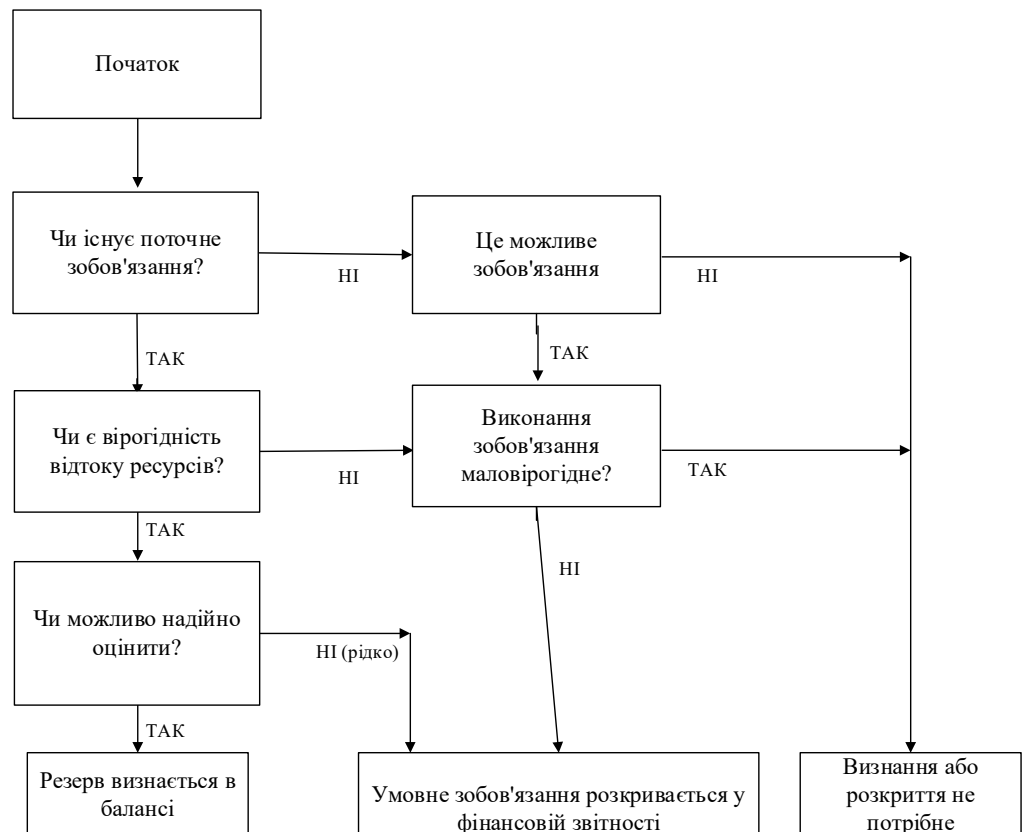 Початок
Чи існує поточне
зобов'язання?
НІ
Це можливе
зобов'язання
НІ
ТАК
ТАК
Чи є вірогідність
відтоку ресурсів?
НІ
Виконання
зобов'язання
маловірогідне?
ТАК
ТАК
НІ
Чи можливо надійно
оцінити?
НІ (рідко)
ТАК
Резерв визнається в
балансі
Умовне зобов'язання розкривається у
фінансовій звітності
Визнання або
розкриття не
потрібне